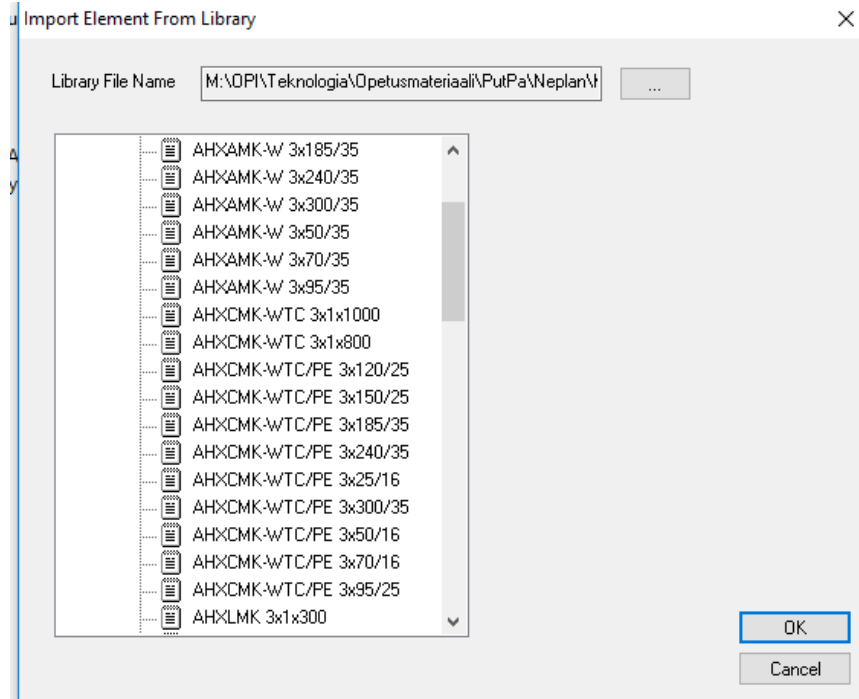 Import Element From Library
Library File Name M:\OPI\Teknologia\Opetusmateriaali\PutPa\Neplan\ ...
AHXAMK-W 3x185/35
AHXAMK-W 3x240/35
AHXAMK-W 3x300/35
AHXAMK-W 3x50/35
AHXAMK-W 3x70/35
AHXAMK-W 3x95/35
AHXCMK-WTC 3x1x1000
AHXCMK-WTC 3x1x800
AHXCMK-WTC/PE 3x120/25
AHXCMK-WTC/PE 3x150/25
AHXCMK-WTC/PE 3x185/35
AHXCMK-WTC/PE 3x240/35
AHXCMK-WTC/PE 3x25/16
AHXCMK-WTC/PE 3x300/35
AHXCMK-WTC/PE 3x50/16
AHXCMK-WTC/PE 3x70/16
AHXCMK-WTC/PE 3x95/25
AHXLMK 3x1x300
OK
Cancel